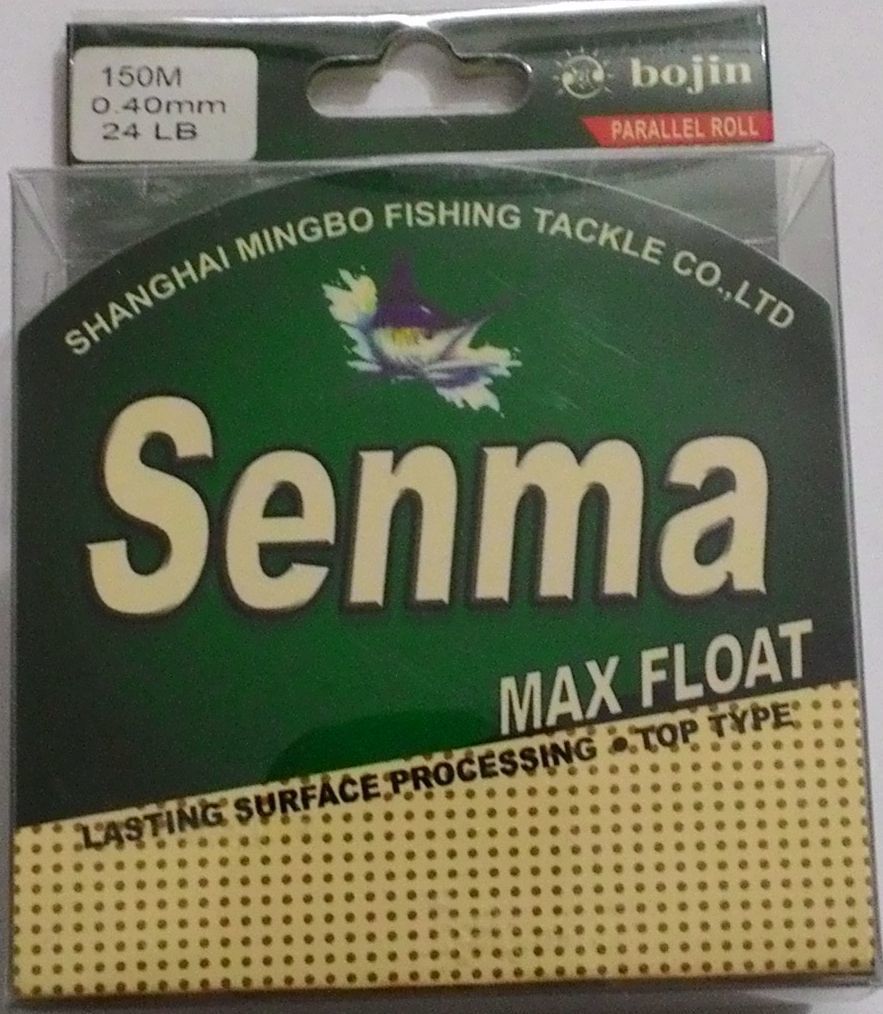 150M
0.40mm
24 LB
bojin
PARALLEL ROLL
SHANGHAI MINGBO FISHING TACKLE CO.,LTD
Senma
MAX FLOAT
LASTING SURFACE PROCESSING • TOP TYPE